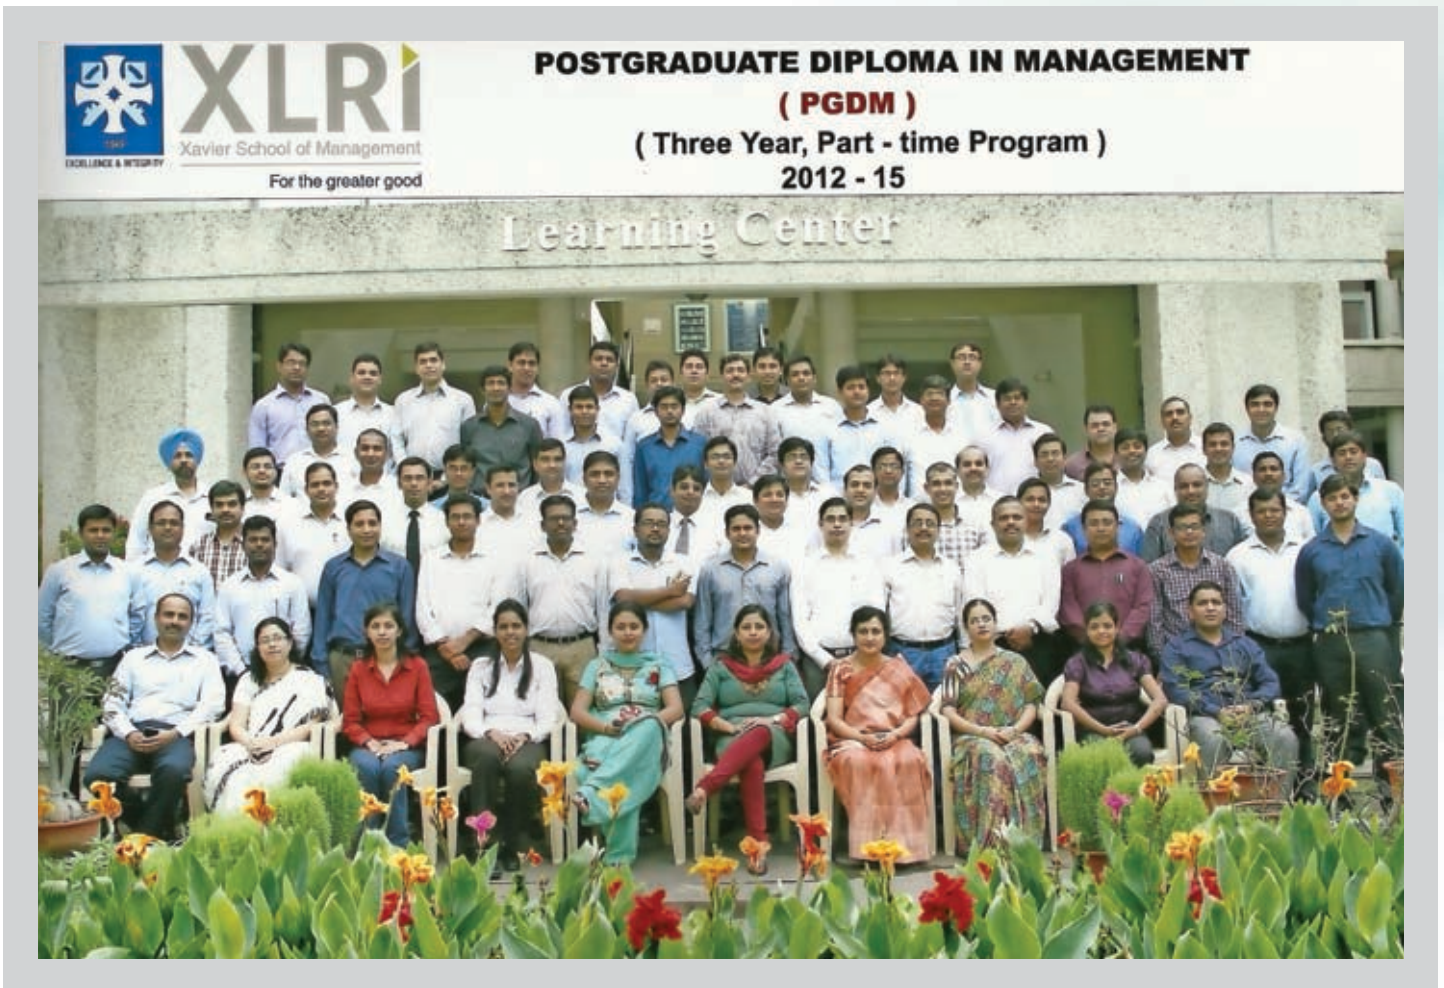 1949
EXCELLENCE & INTEGRITY
XLRi
Xavier School of Management
For the greater good
POSTGRADUATE DIPLOMA IN MANAGEMENT
( PGDM )
( Three Year, Part - time Program )
2012 - 15
Learning Center